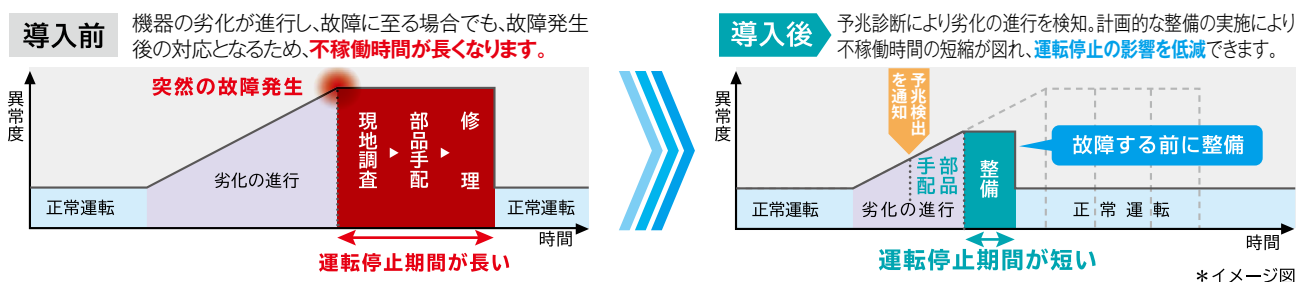 導入前
機器の劣化が進行し、故障に至る場合でも、故障発生
後の対応となるため、不稼働時間が長くなります。
異常度
突然の故障発生
正常運転
劣化の進行
現地調査
部品手配
修理
正常運転
時間
運転停止期間が長い
導入後
予兆診断により劣化の進行を検知。計画的な整備の実施により
不稼働時間の短縮が図れ、運転停止の影響を低減できます。
異常度
予兆検出
を通知
正常運転
劣化の進行
部品
手配
整備
故障する前に整備
正常運転
時間
運転停止期間が短い
＊イメージ図